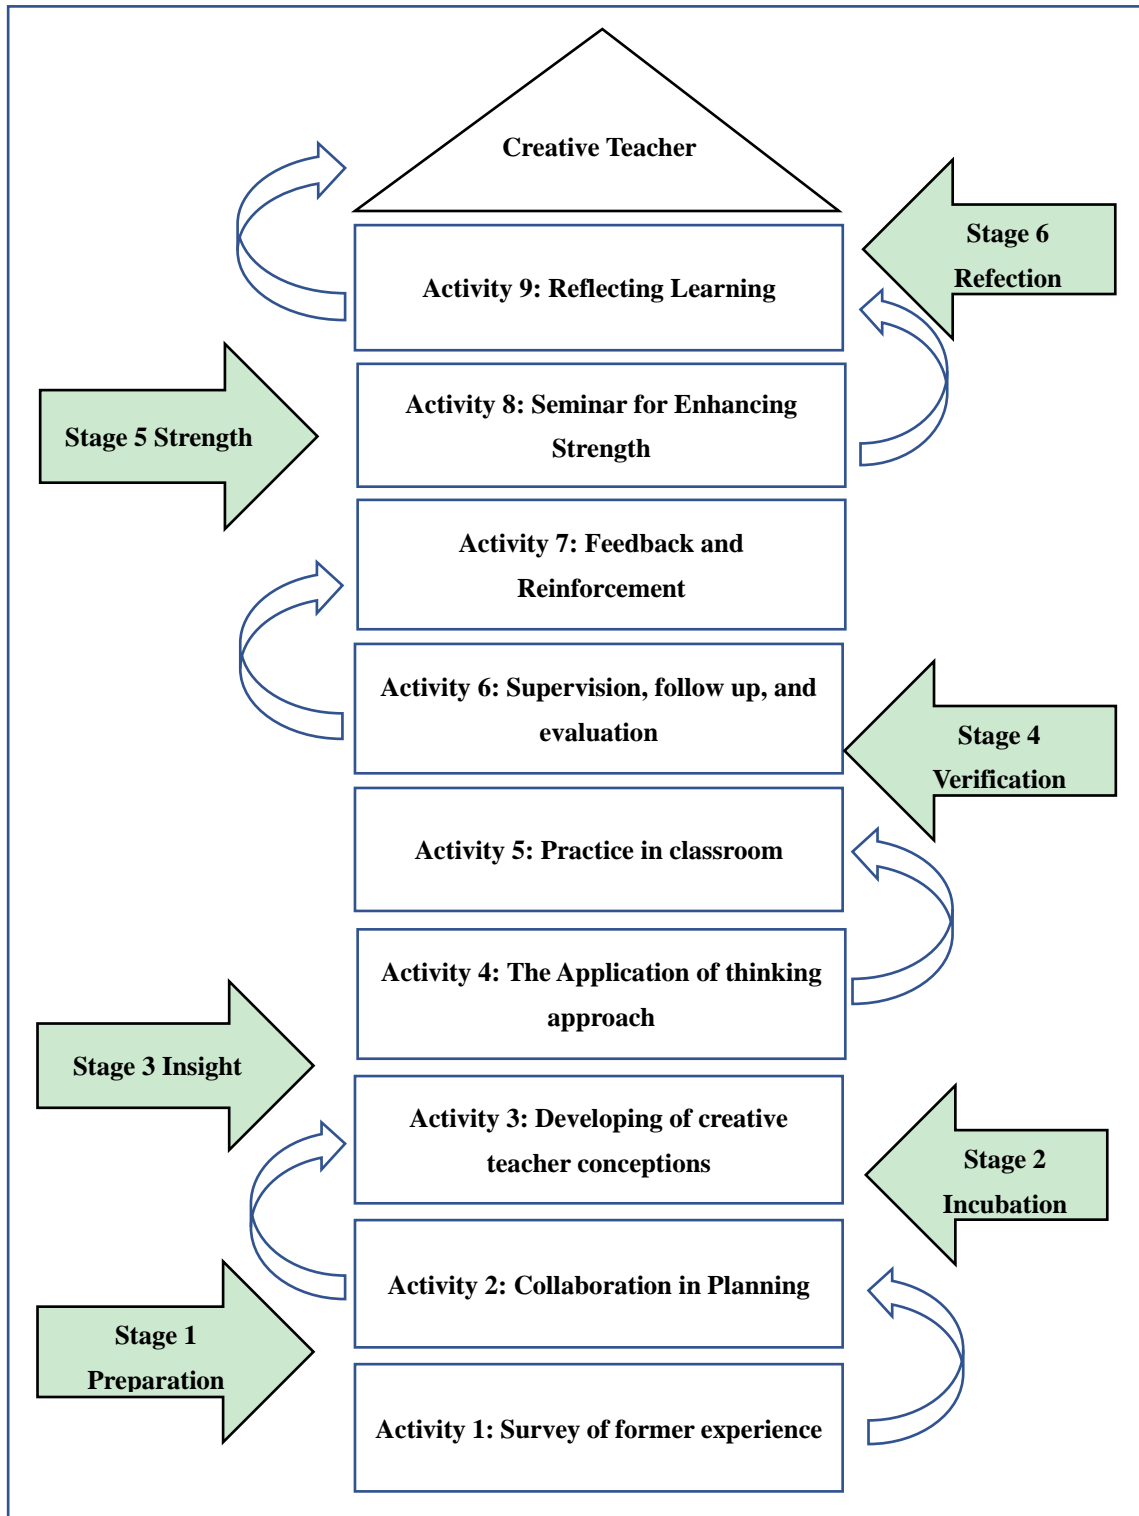 Creative Teacher
Stage 6
Refection
Activity 9: Reflecting Learning
Activity 8: Seminar for Enhancing
Strength
Stage 5 Strength
Activity 7: Feedback and
Reinforcement
Activity 6: Supervision, follow up, and
evaluation
Stage 4
Verification
Activity 5: Practice in classroom
Activity 4: The Application of thinking
approach
Stage 3 Insight
Activity 3: Developing of creative
teacher conceptions
Stage 2
Incubation
Activity 2: Collaboration in Planning
Stage 1
Preparation
Activity 1: Survey of former experience